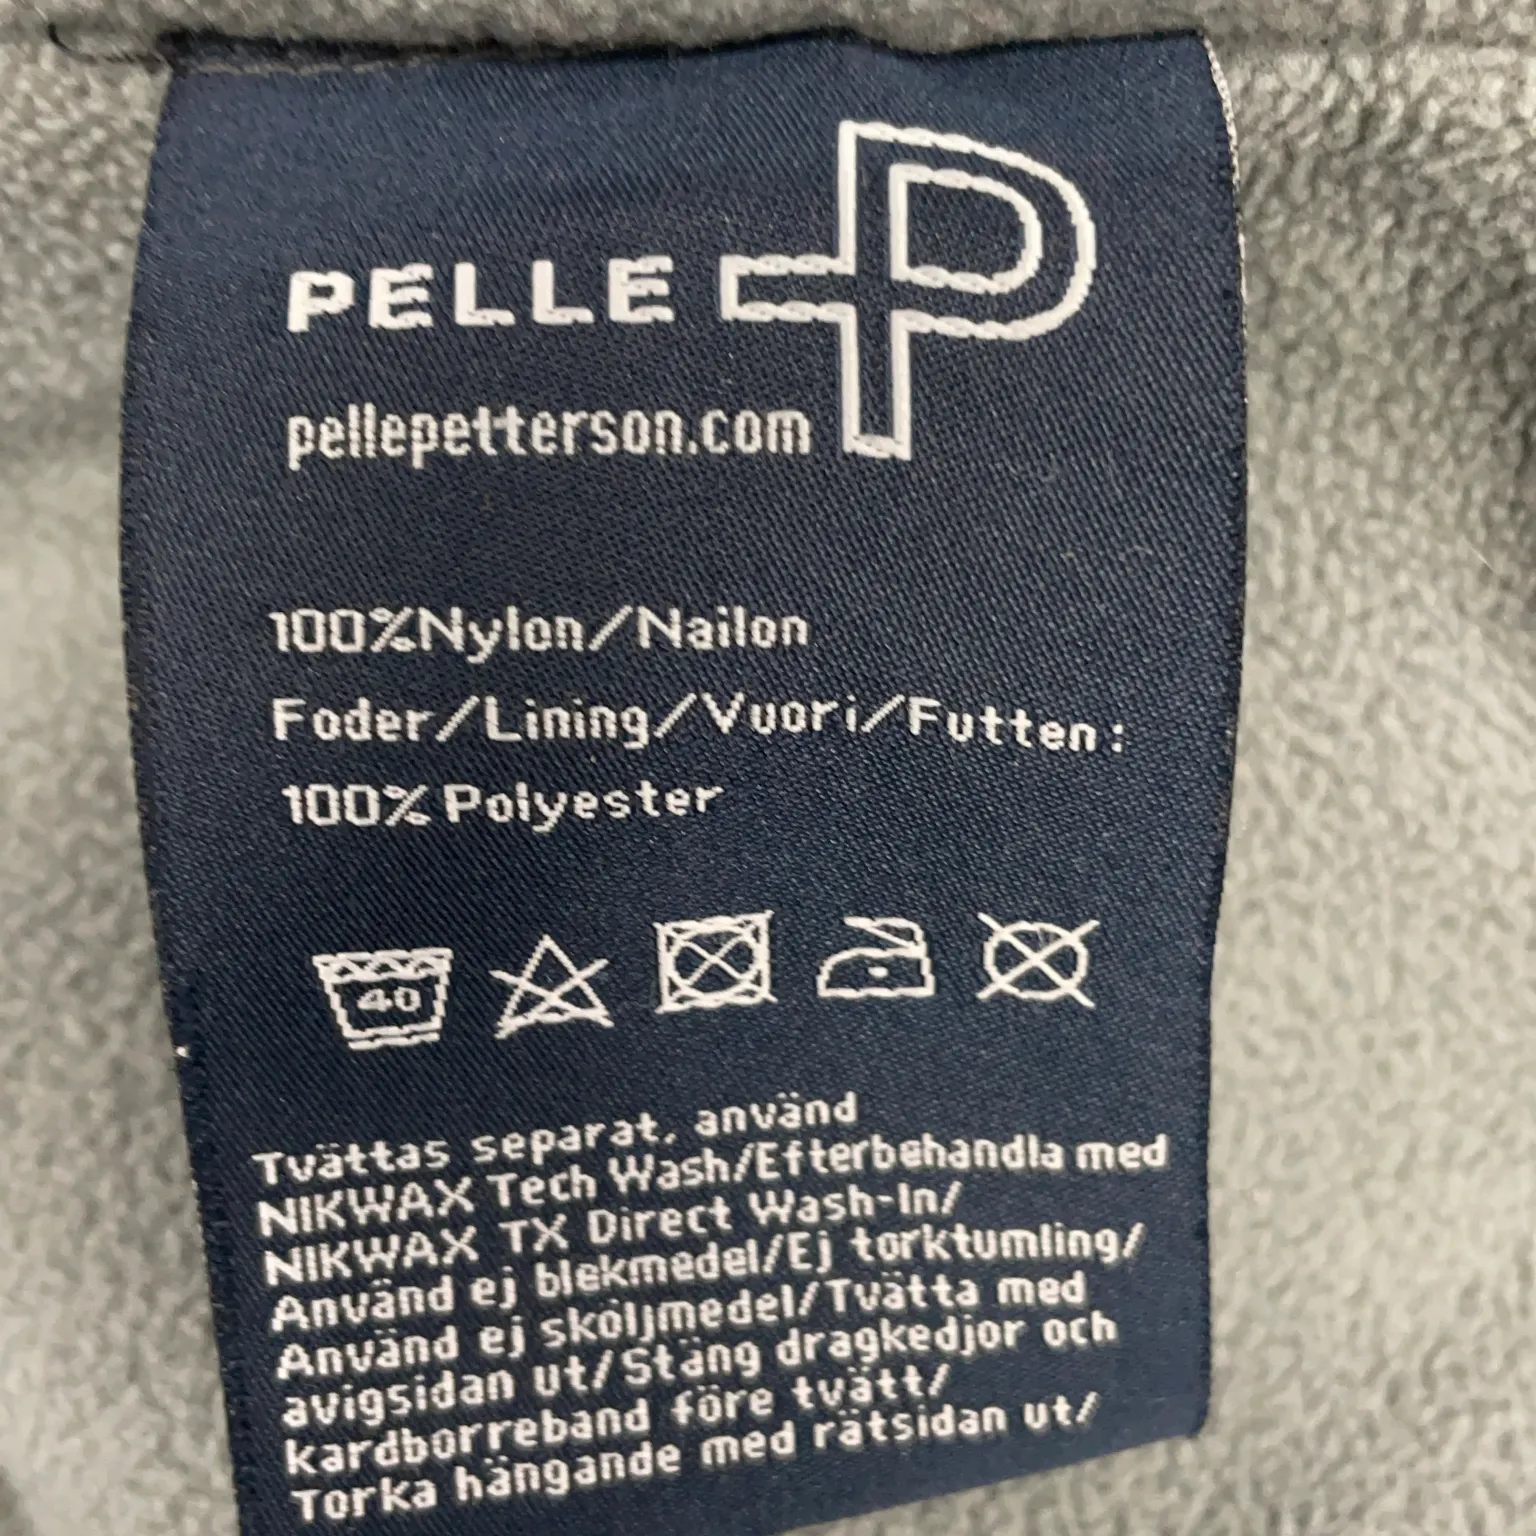 PELLE P
pellepetterson.com
100%Nylon/Nailon
Foder/Lining/Vuori/Futten:
100% Polyester
40
Tvättas separat. använd
NIKWAX Tech Wash/Efterbehandla med
NIKWAX TX Direct Wash-In/
Använd ej blekmedel/Ej torktumling/
Använd ej sköljmedel/Tvätta med
avigsidan ut/Stäng dragkedjor och
kardborreband före tvätt/
Torka hängande med rätsidan ut/